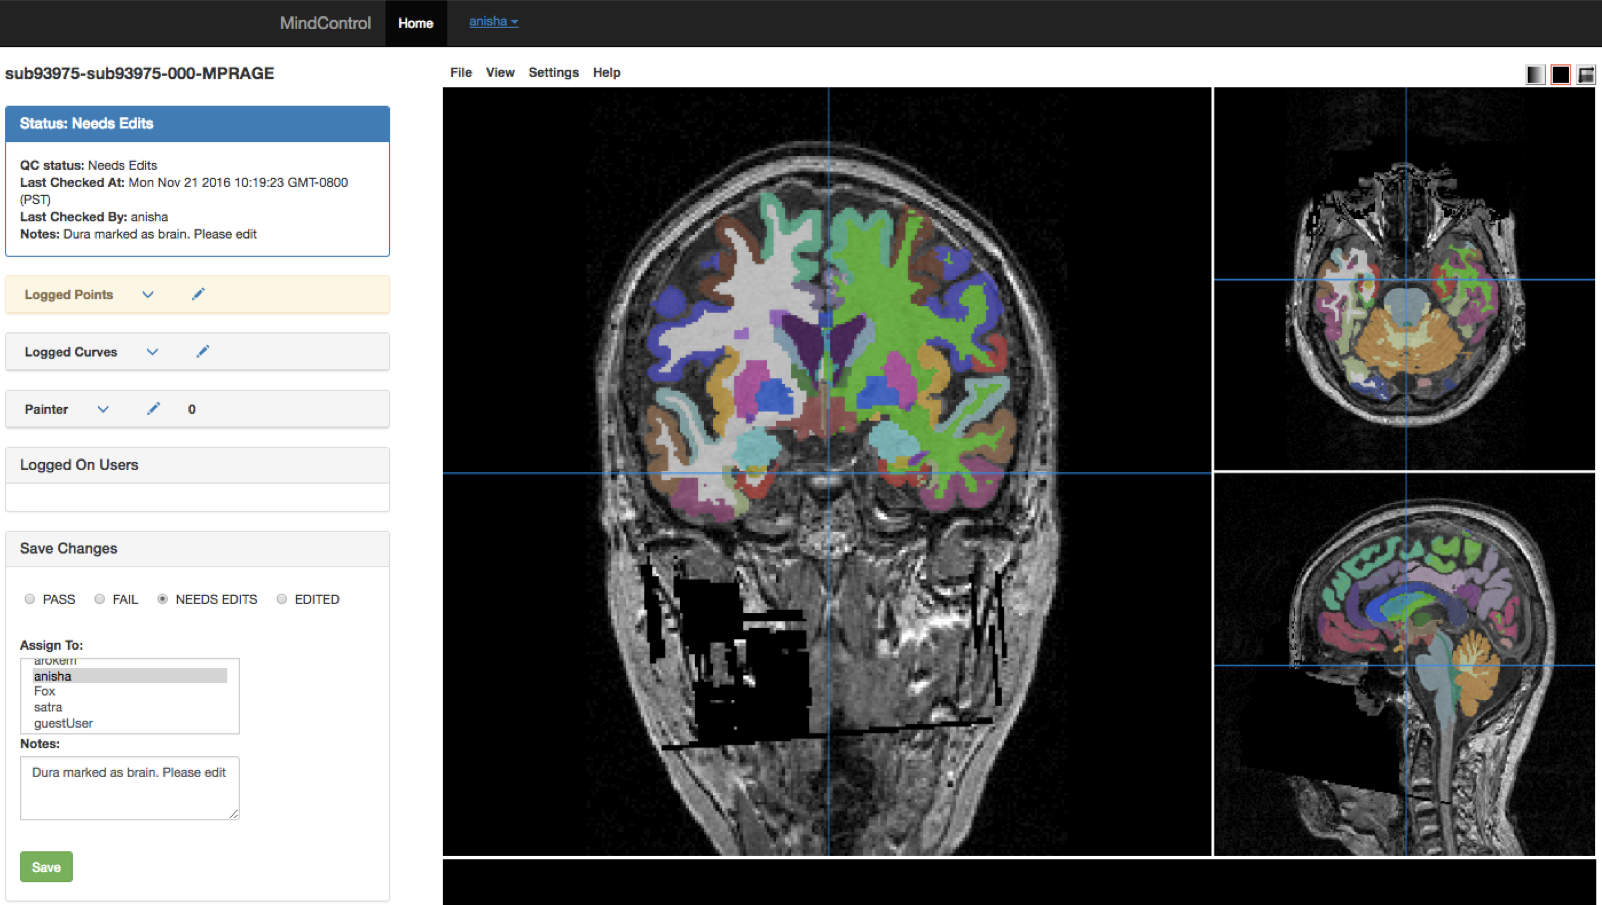 MindControl Home anisha
sub93975-sub93975-000-MPRAGE
File View Settings Help
Status: Needs Edits
QC status: Needs Edits
Last Checked At: Mon Nov 21 2016 10:19:23 GMT-0800
(PST)
Last Checked By: anisha
Notes: Dura marked as brain. Please edit
Logged Points
Logged Curves
Painter 0
Logged On Users
Save Changes
PASS FAIL NEEDS EDITS EDITED
Assign To:
arokem
anisha
Fox
satra
guestUser
Notes:
Dura marked as brain. Please edit
Save